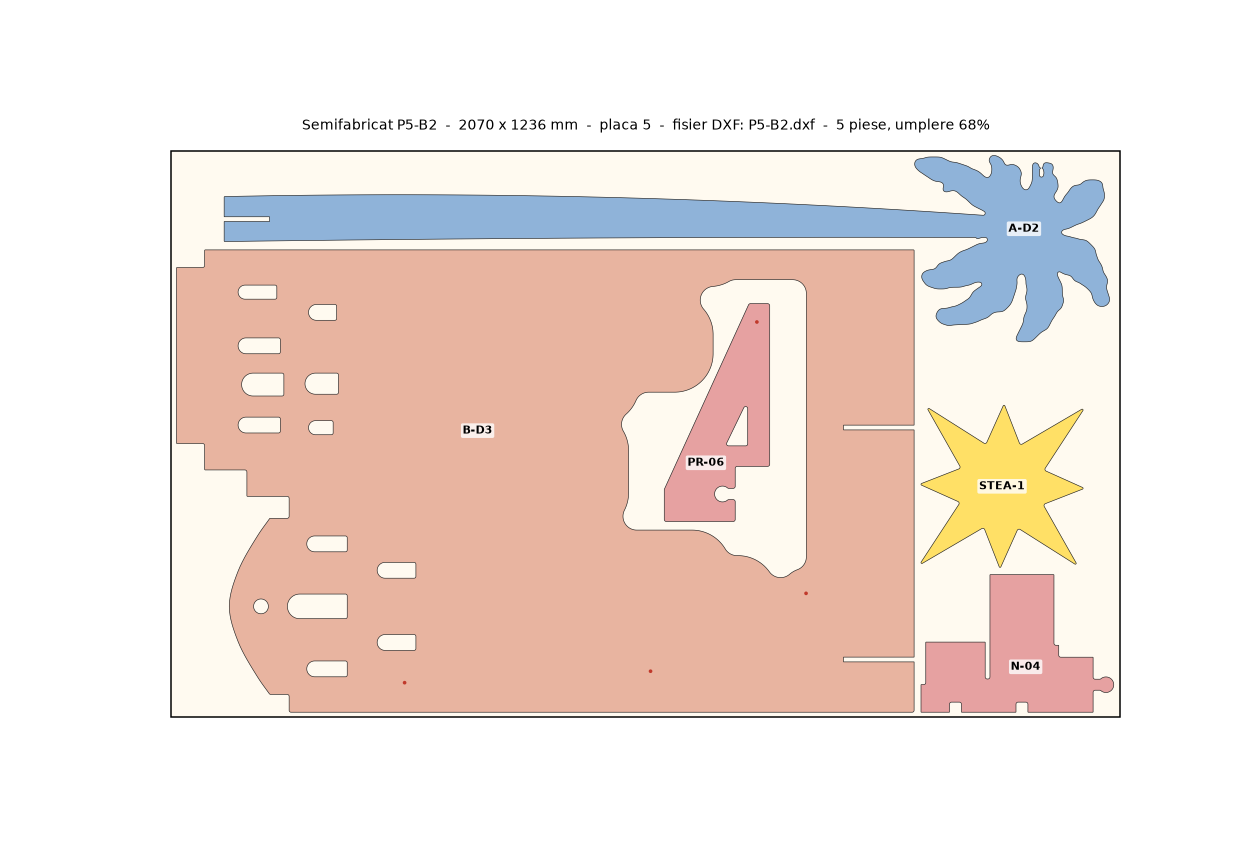 Semifabricat P5-B2 - 2070 x 1236 mm - placa 5 - fisier DXF: P5-B2.dxf - 5 piese, umplere 68%
A-D2
B-D3
PR-06
STEA-1
N-04